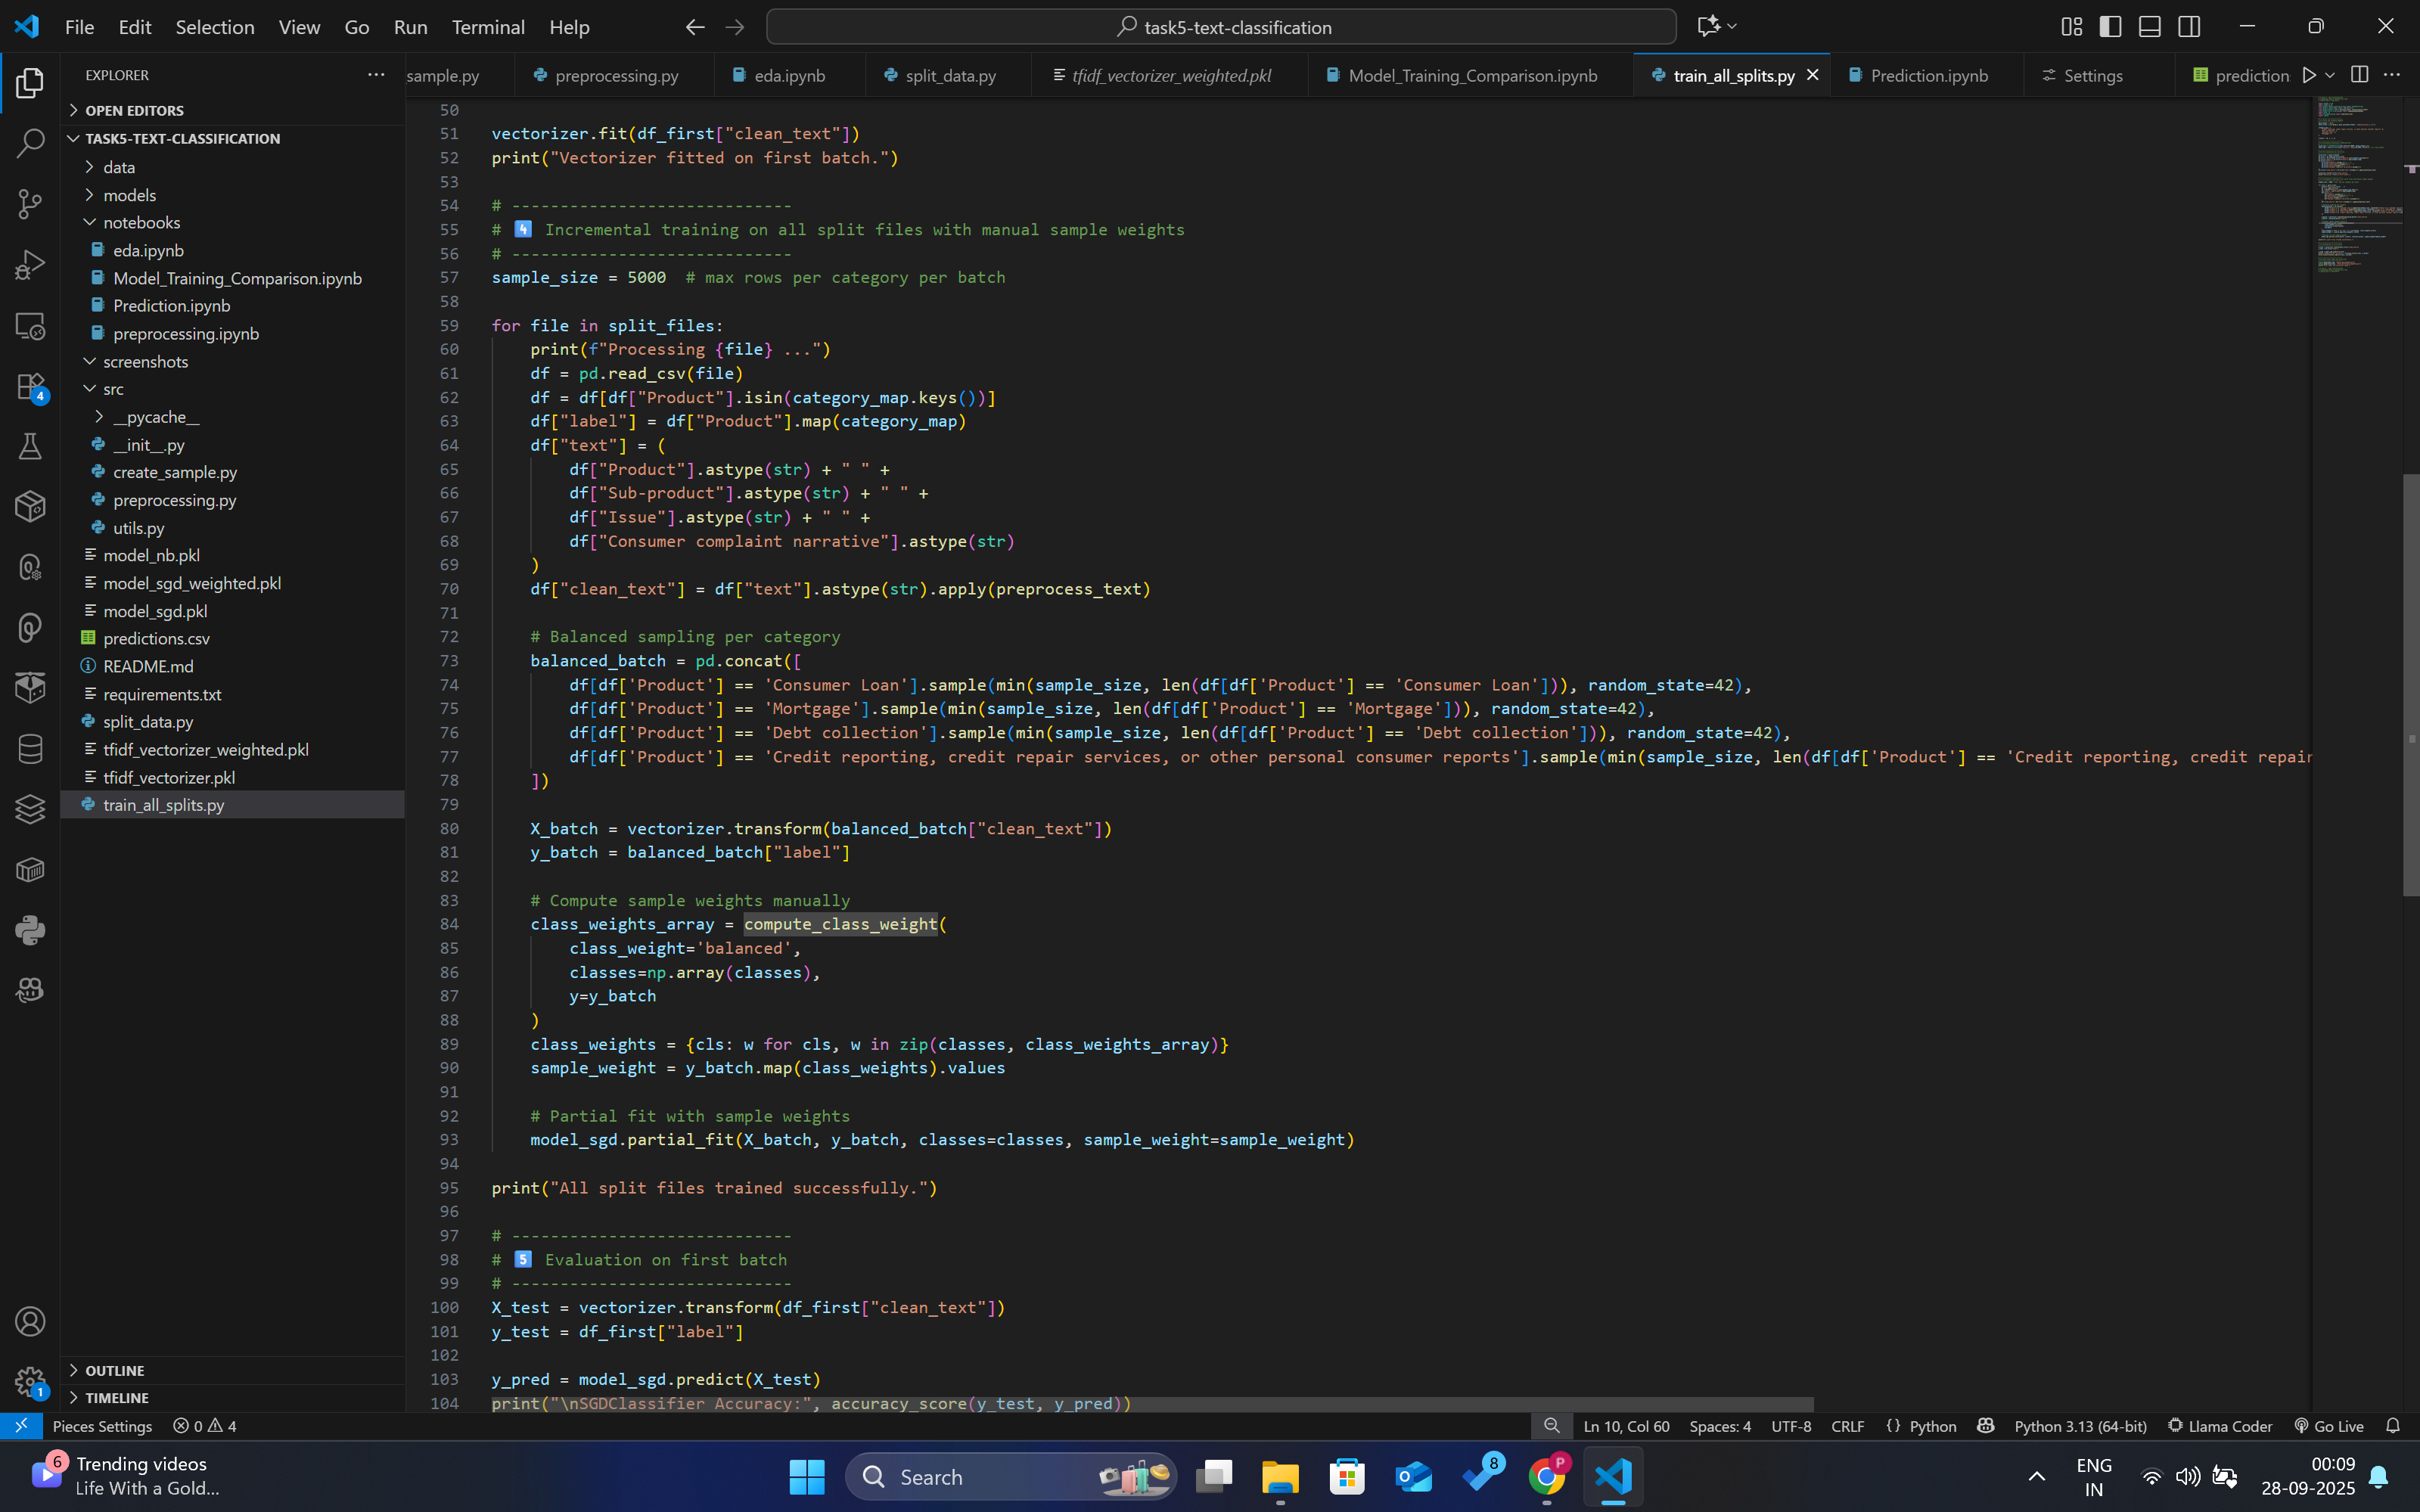 File Edit Selection View Go Run Terminal Help
task5-text-classification
EXPLORER
sample.py preprocessing.py eda.ipynb split_data.py tfidf_vectorizer_weighted.pkl Model_Training_Comparison.ipynb train_all_splits.py Prediction.ipynb Settings prediction
OPEN EDITORS
TASK5-TEXT-CLASSIFICATION
data
models
notebooks
eda.ipynb
Model_Training_Comparison.ipynb
Prediction.ipynb
preprocessing.ipynb
screenshots
src
__pycache__
__init__.py
create_sample.py
preprocessing.py
utils.py
model_nb.pkl
model_sgd_weighted.pkl
model_sgd.pkl
predictions.csv
README.md
requirements.txt
split_data.py
tfidf_vectorizer_weighted.pkl
tfidf_vectorizer.pkl
train_all_splits.py
OUTLINE
TIMELINE
4
1
50
51 vectorizer.fit(df_first["clean_text"])
52 print("Vectorizer fitted on first batch.")
53
54 # -----------------------------
55 # 4️⃣ Incremental training on all split files with manual sample weights
56 # -----------------------------
57 sample_size = 5000  # max rows per category per batch
58
59 for file in split_files:
60     print(f"Processing {file} ...")
61     df = pd.read_csv(file)
62     df = df[df["Product"].isin(category_map.keys())]
63     df["label"] = df["Product"].map(category_map)
64     df["text"] = (
65         df["Product"].astype(str) + " " +
66         df["Sub-product"].astype(str) + " " +
67         df["Issue"].astype(str) + " " +
68         df["Consumer complaint narrative"].astype(str)
69     )
70     df["clean_text"] = df["text"].astype(str).apply(preprocess_text)
71
72     # Balanced sampling per category
73     balanced_batch = pd.concat([
74         df[df['Product'] == 'Consumer Loan'].sample(min(sample_size, len(df[df['Product'] == 'Consumer Loan'])), random_state=42),
75         df[df['Product'] == 'Mortgage'].sample(min(sample_size, len(df[df['Product'] == 'Mortgage'])), random_state=42),
76         df[df['Product'] == 'Debt collection'].sample(min(sample_size, len(df[df['Product'] == 'Debt collection'])), random_state=42),
77         df[df['Product'] == 'Credit reporting, credit repair services, or other personal consumer reports'].sample(min(sample_size, len(df[df['Product'] == 'Credit reporting, credit repair
78     ])
79
80     X_batch = vectorizer.transform(balanced_batch["clean_text"])
81     y_batch = balanced_batch["label"]
82
83     # Compute sample weights manually
84     class_weights_array = compute_class_weight(
85         class_weight='balanced',
86         classes=np.array(classes),
87         y=y_batch
88     )
89     class_weights = {cls: w for cls, w in zip(classes, class_weights_array)}
90     sample_weight = y_batch.map(class_weights).values
91
92     # Partial fit with sample weights
93     model_sgd.partial_fit(X_batch, y_batch, classes=classes, sample_weight=sample_weight)
94
95 print("All split files trained successfully.")
96
97 # -----------------------------
98 # 5️⃣ Evaluation on first batch
99 # -----------------------------
100 X_test = vectorizer.transform(df_first["clean_text"])
101 y_test = df_first["label"]
102
103 y_pred = model_sgd.predict(X_test)
104 print("\nSGDClassifier Accuracy:", accuracy_score(y_test, y_pred))
Pieces Settings 0 4 Ln 10, Col 60 Spaces: 4 UTF-8 CRLF {} Python Python 3.13 (64-bit) Llama Coder Go Live
6 Trending videos
Life With a Gold...
Search
8
P
ENG
IN
00:09
28-09-2025